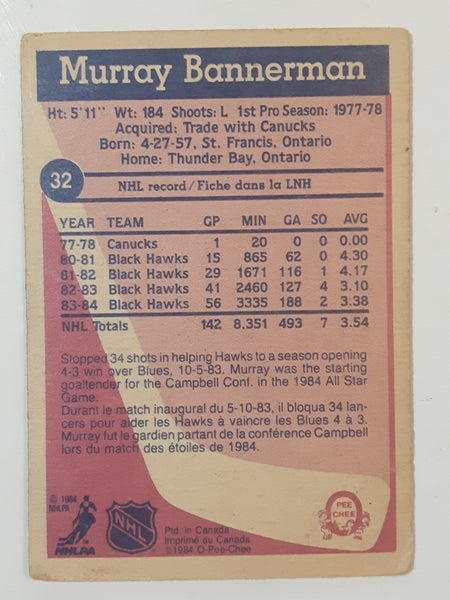 Murray Bannerman
Ht: 5'11" Wt: 184 Shoots: L 1st Pro Season: 1977-78
Acquired: Trade with Canucks
Born: 4-27-57, St. Francis, Ontario
Home: Thunder Bay, Ontario
32
NHL record/Fiche dans la LNH
YEAR TEAM GP MIN GA SO AVG
77-78 Canucks 1 20 0 0 0.00
80-81 Black Hawks 15 865 62 0 4.30
81-82 Black Hawks 29 1671 116 1 4.17
82-83 Black Hawks 41 2460 127 4 3.10
83-84 Black Hawks 56 3335 188 2 3.38
NHL Totals 142 8,351 493 7 3.54
Stopped 34 shots in helping Hawks to a season opening
4-3 win over Blues, 10-5-83. Murray was the starting
goaltender for the Campbell Conf. in the 1984 All Star
Game.
Durant le match inaugural du 5-10-83, il bloqua 34 lan-
cers pour aider les Hawks à vaincre les Blues 4 à 3.
Murray fut le gardien partant de la conférence Campbell
lors du match des étoiles de 1984.
© 1984
NHLPA
NHLPA
TM
NHL
Ptd in Canada
Imprimé au Canada
©1984 O-Pee-Chee
O
PEE
CHEE